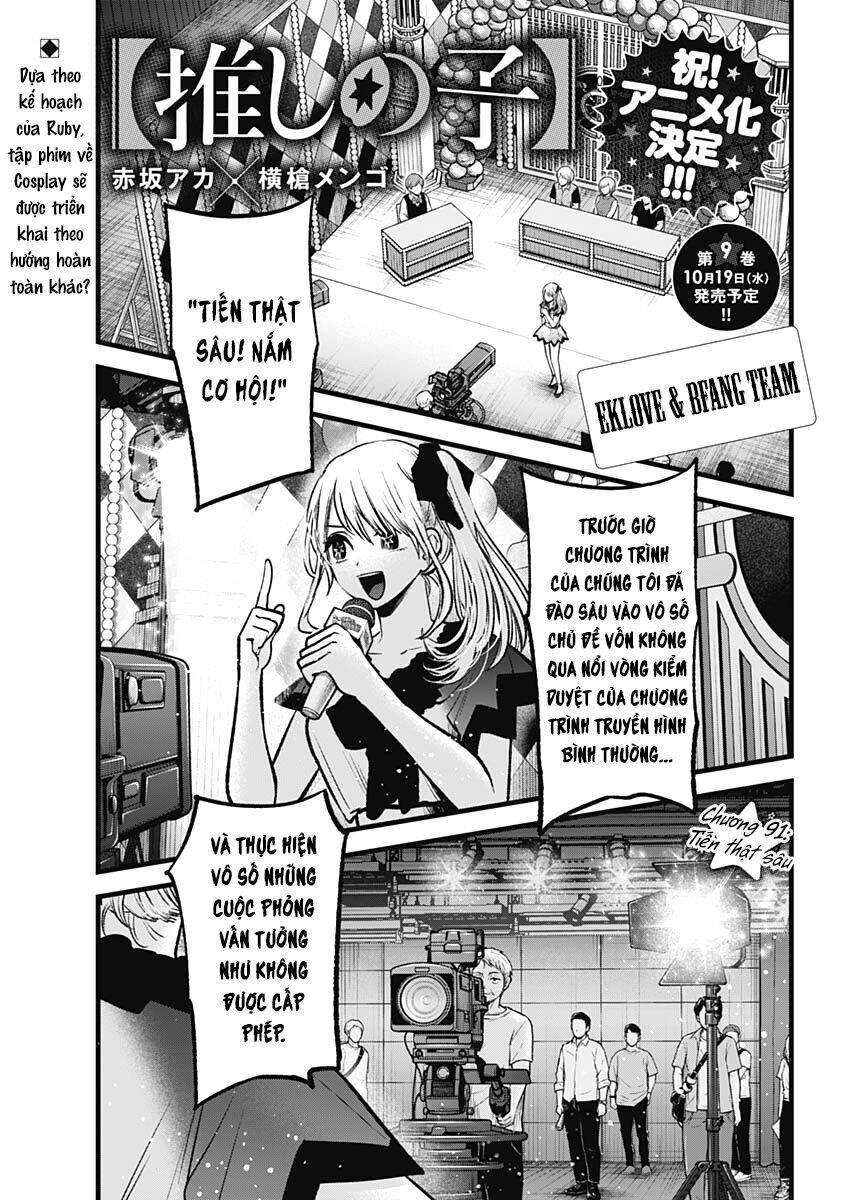 Dựa theo
kế hoạch
của Ruby,
tập phim về
Cosplay sẽ
được triển
khai theo
hướng hoàn
toàn khác?
【推しの子】
赤坂アカ×横槍メンゴ
祝!
アニメ化
決定
!!!
第9巻
10月19日(水)
発売予定
!!
EKLOVE & BFANG TEAM
"TIẾN THẬT
SÂU! NẮM
CƠ HỘI!"
TRƯỚC GIỜ
CHƯƠNG TRÌNH
CỦA CHÚNG TÔI ĐÃ
ĐÀO SÂU VÀO VÔ SỐ
CHỦ ĐỀ VỐN KHÔNG
QUA NỔI VÒNG KIỂM
DUYỆT CỦA CHƯƠNG
TRÌNH TRUYỀN HÌNH
BÌNH THƯỜNG...
Chương 91:
Tiến thật sâu
VÀ THỰC HIỆN
VÔ SỐ NHỮNG
CUỘC PHỎNG
VẤN TƯỞNG
NHƯ KHÔNG
ĐƯỢC CẤP
PHÉP.